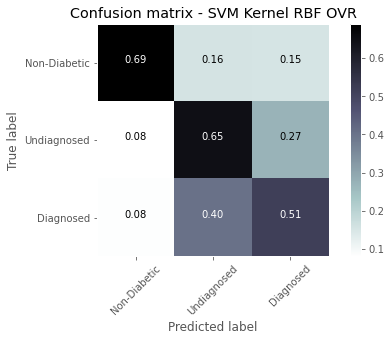 Confusion matrix - SVM Kernel RBF OVR
True label
Non-Diabetic 0.69 0.16 0.15
Undiagnosed 0.08 0.65 0.27
Diagnosed 0.08 0.40 0.51
Non-Diabetic Undiagnosed Diagnosed
Predicted label
0.6
0.5
0.4
0.3
0.2
0.1